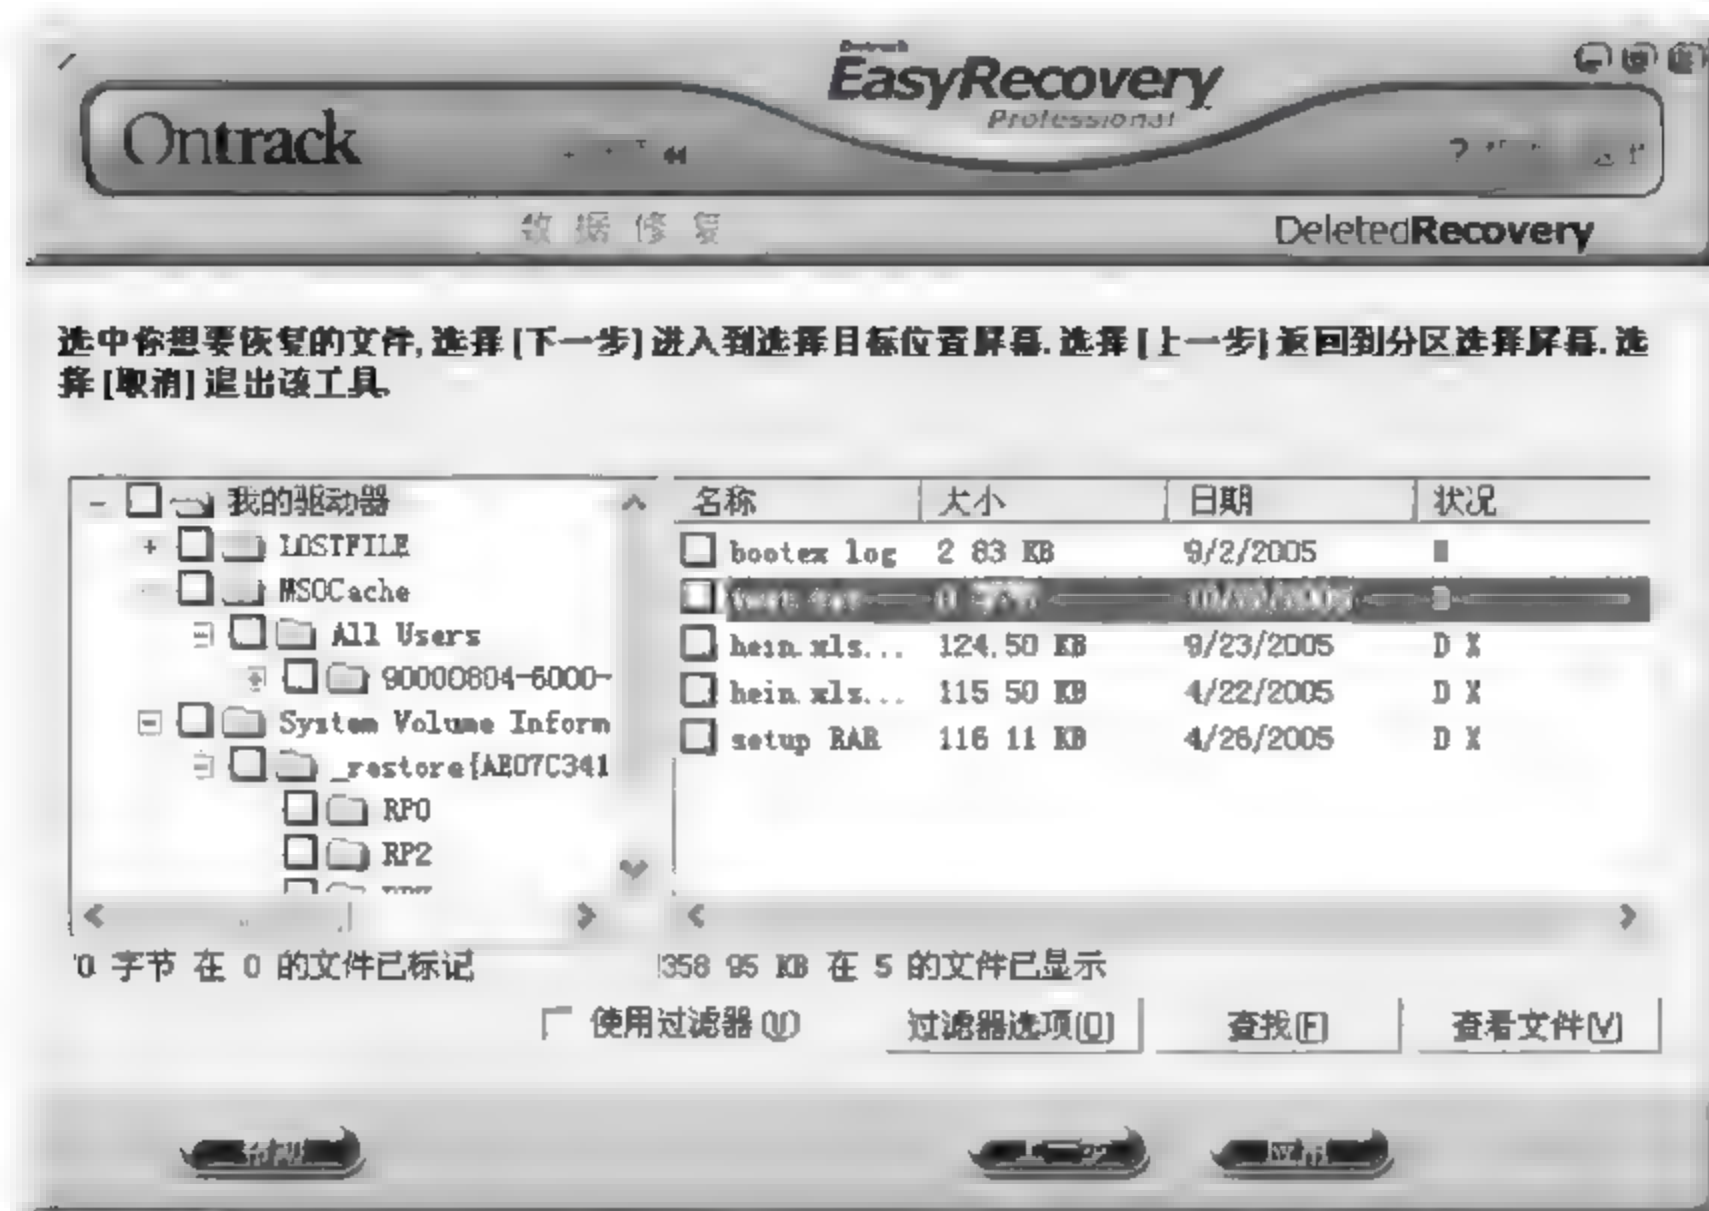 Ontrack
EasyRecovery
Professional
Ontrack
?
数据修复
DeletedRecovery
选中你想要恢复的文件,选择[下一步]进入到选择目标位置屏幕.选择[上一步]返回到分区选择屏幕.选
择[取消]退出该工具.
我的驱动器
LOSTFILE
MSOCache
All Users
90000804-6000-
System Volume Inform
_restore{AE07C341
RP0
RP2
名称 大小 日期 状况
bootex log 2 83 KB 9/2/2005
hein.xls... 124.50 KB 9/23/2005 D X
hein.xls... 115 50 KB 4/22/2005 D X
setup RAR 116 11 KB 4/26/2005 D X
0 字节 在 0 的文件已标记
358 95 KB 在 5 的文件已显示
使用过滤器(U) 过滤器选项(O) 查找(F) 查看文件(V)